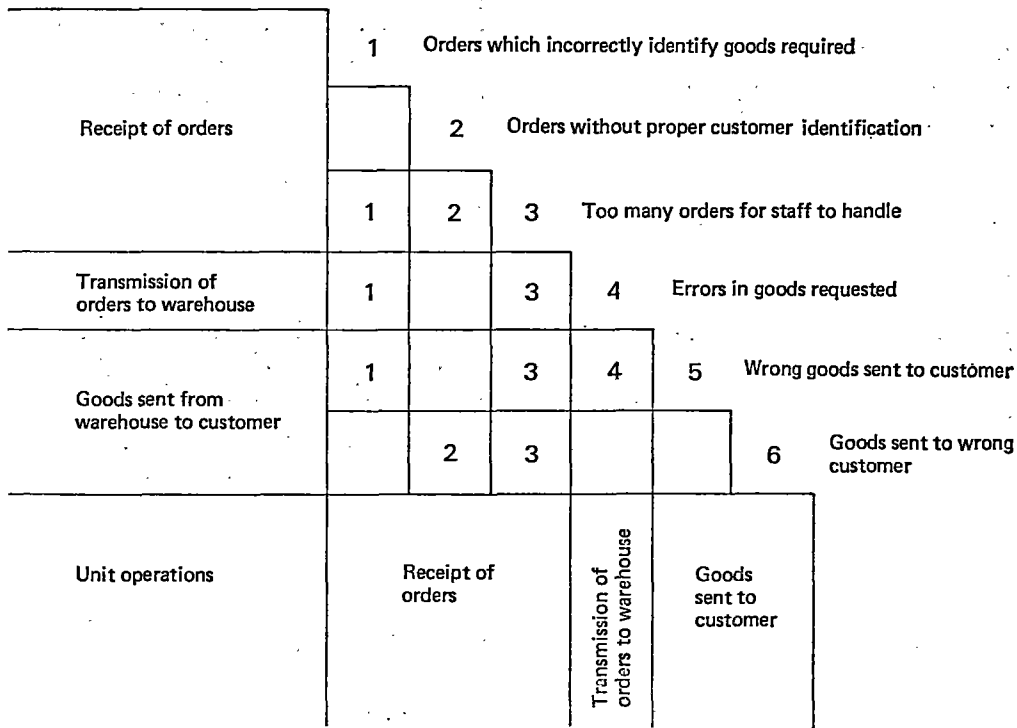 1 Orders which incorrectly identify goods required
Receipt of orders
2 Orders without proper customer identification
1 2 3 Too many orders for staff to handle
Transmission of
orders to warehouse
1 3 4 Errors in goods requested
1 3 4 5 Wrong goods sent to customer
Goods sent from
warehouse to customer
2 3 6 Goods sent to wrong
customer
Unit operations
Receipt of
orders
Transmission of
orders to warehouse
Goods
sent to
customer